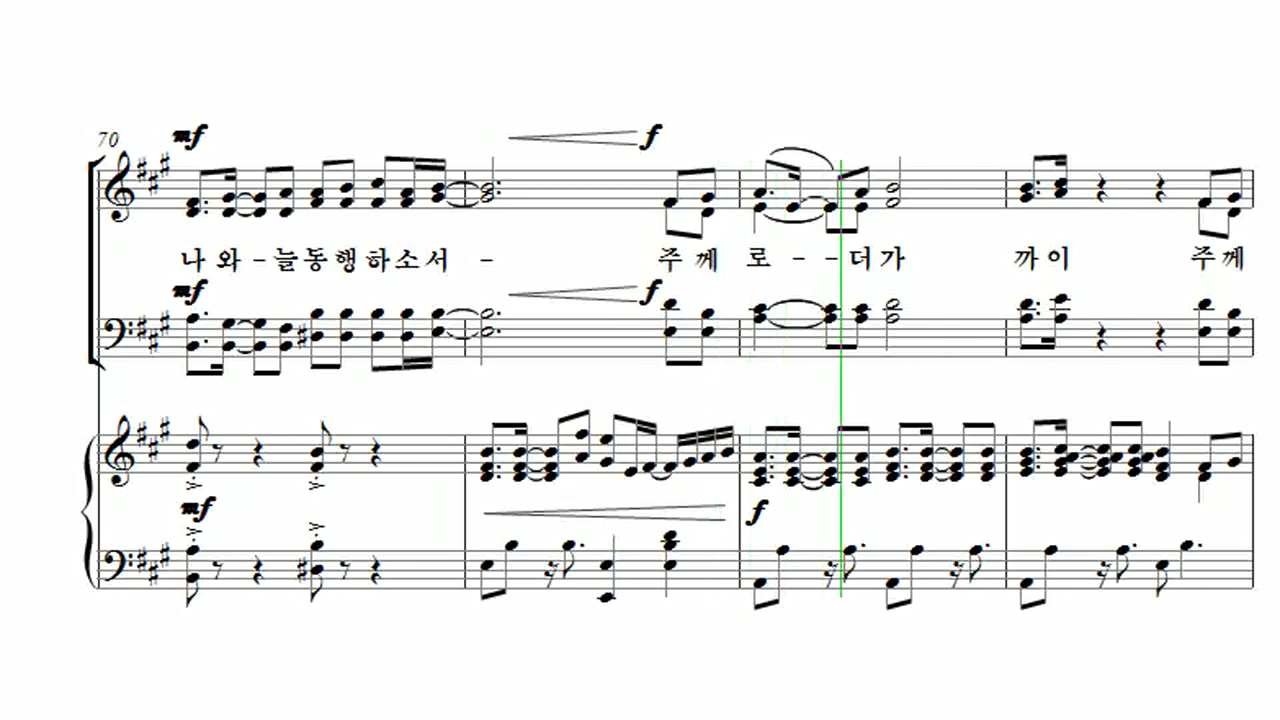 70 mf f
나 와 - 늘 동 행 하 소 서 - 주 께 로 - - 더 가 까 이 주 께
mf f
mf f